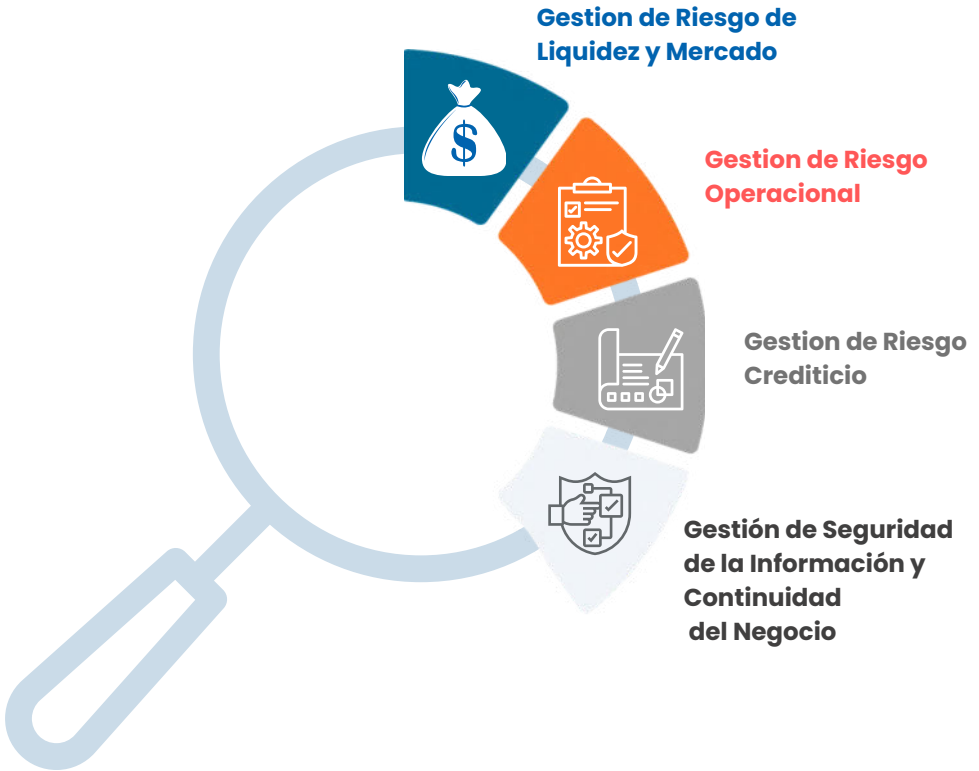 Gestion de Riesgo de
Liquidez y Mercado
$
Gestion de Riesgo
Operacional
Gestion de Riesgo
Crediticio
Gestión de Seguridad
de la Información y
Continuidad
del Negocio